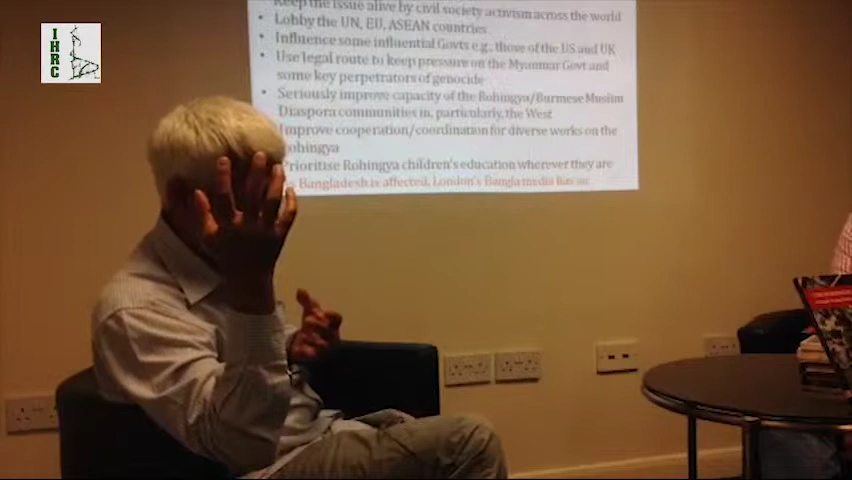 IHRC
Keep the issue alive by civil society activism across the world
• Lobby the UN, EU, ASEAN countries
• Influence some influential Govts e.g., those of the US and UK
• Use legal route to keep pressure on the Myanmar Govt and
some key perpetrators of genocide
• Seriously improve capacity of the Rohingya/Burmese Muslim
Diaspora communities in, particularly, the West
Improve cooperation/coordination for diverse works on the
ohingya
Prioritise Rohingya children's education wherever they are
Bangladesh is affected, London's Bangla media has an